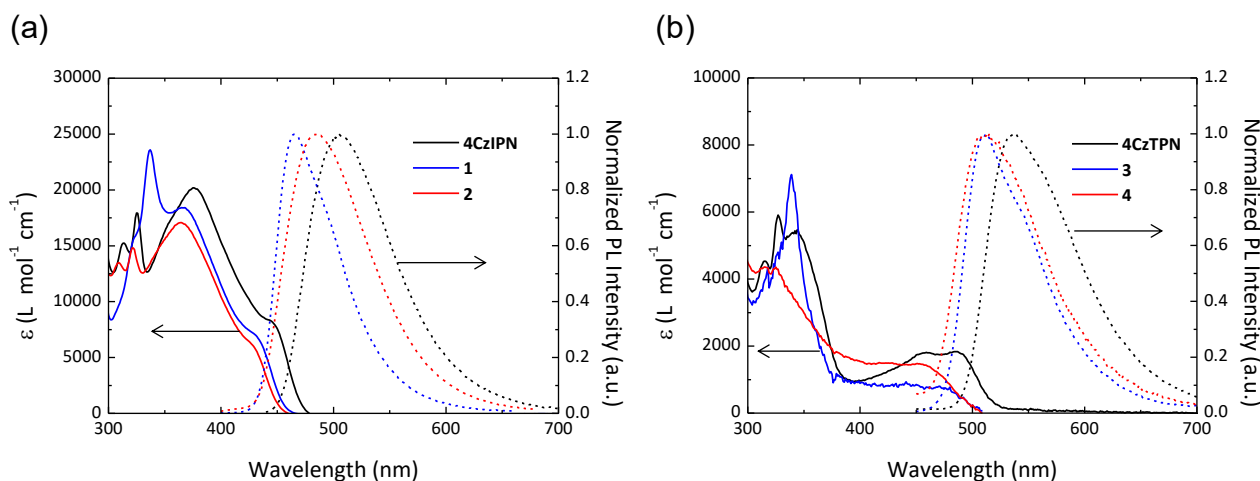 (a)
30000
25000
20000
15000
10000
5000
0
ε (L mol⁻¹ cm⁻¹)
300 400 500 600 700
Wavelength (nm)
1.2
1.0
0.8
0.6
0.4
0.2
0.0
Normalized PL Intensity (a.u.)
4CzIPN
1
2
(b)
10000
8000
6000
4000
2000
0
ε (L mol⁻¹ cm⁻¹)
300 400 500 600 700
Wavelength (nm)
1.2
1.0
0.8
0.6
0.4
0.2
0.0
Normalized PL Intensity (a.u.)
4CzTPN
3
4